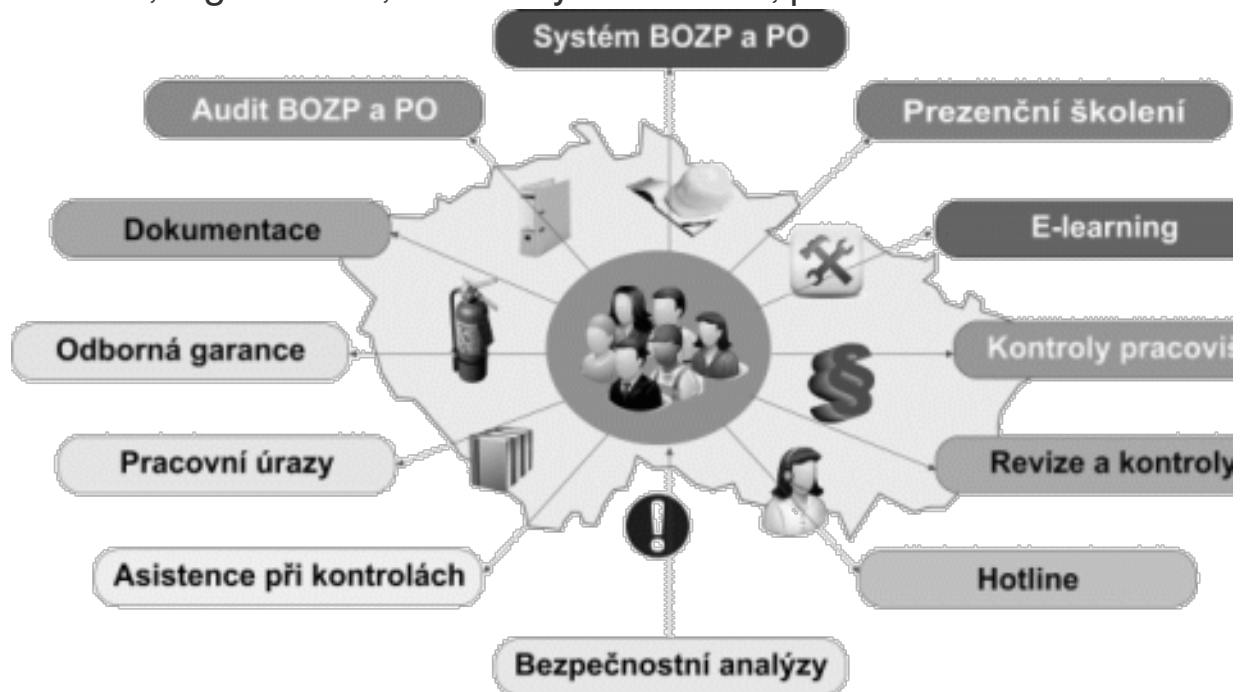 Systém BOZP a PO
Audit BOZP a PO
Prezenční školení
Dokumentace
E-learning
Odborná garance
Kontroly
Pracovní úrazy
Revize a kontroly
Asistence při kontrolách
Hotline
Bezpečnostní analýzy